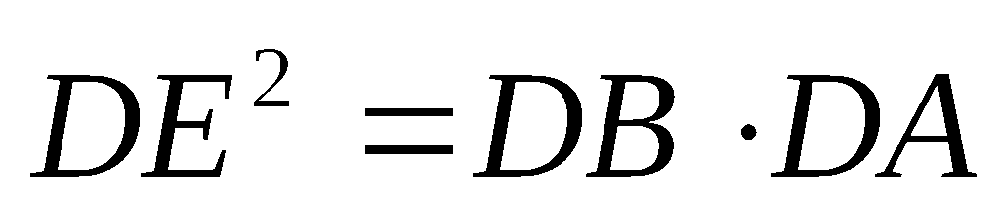 DE² = DB · DA